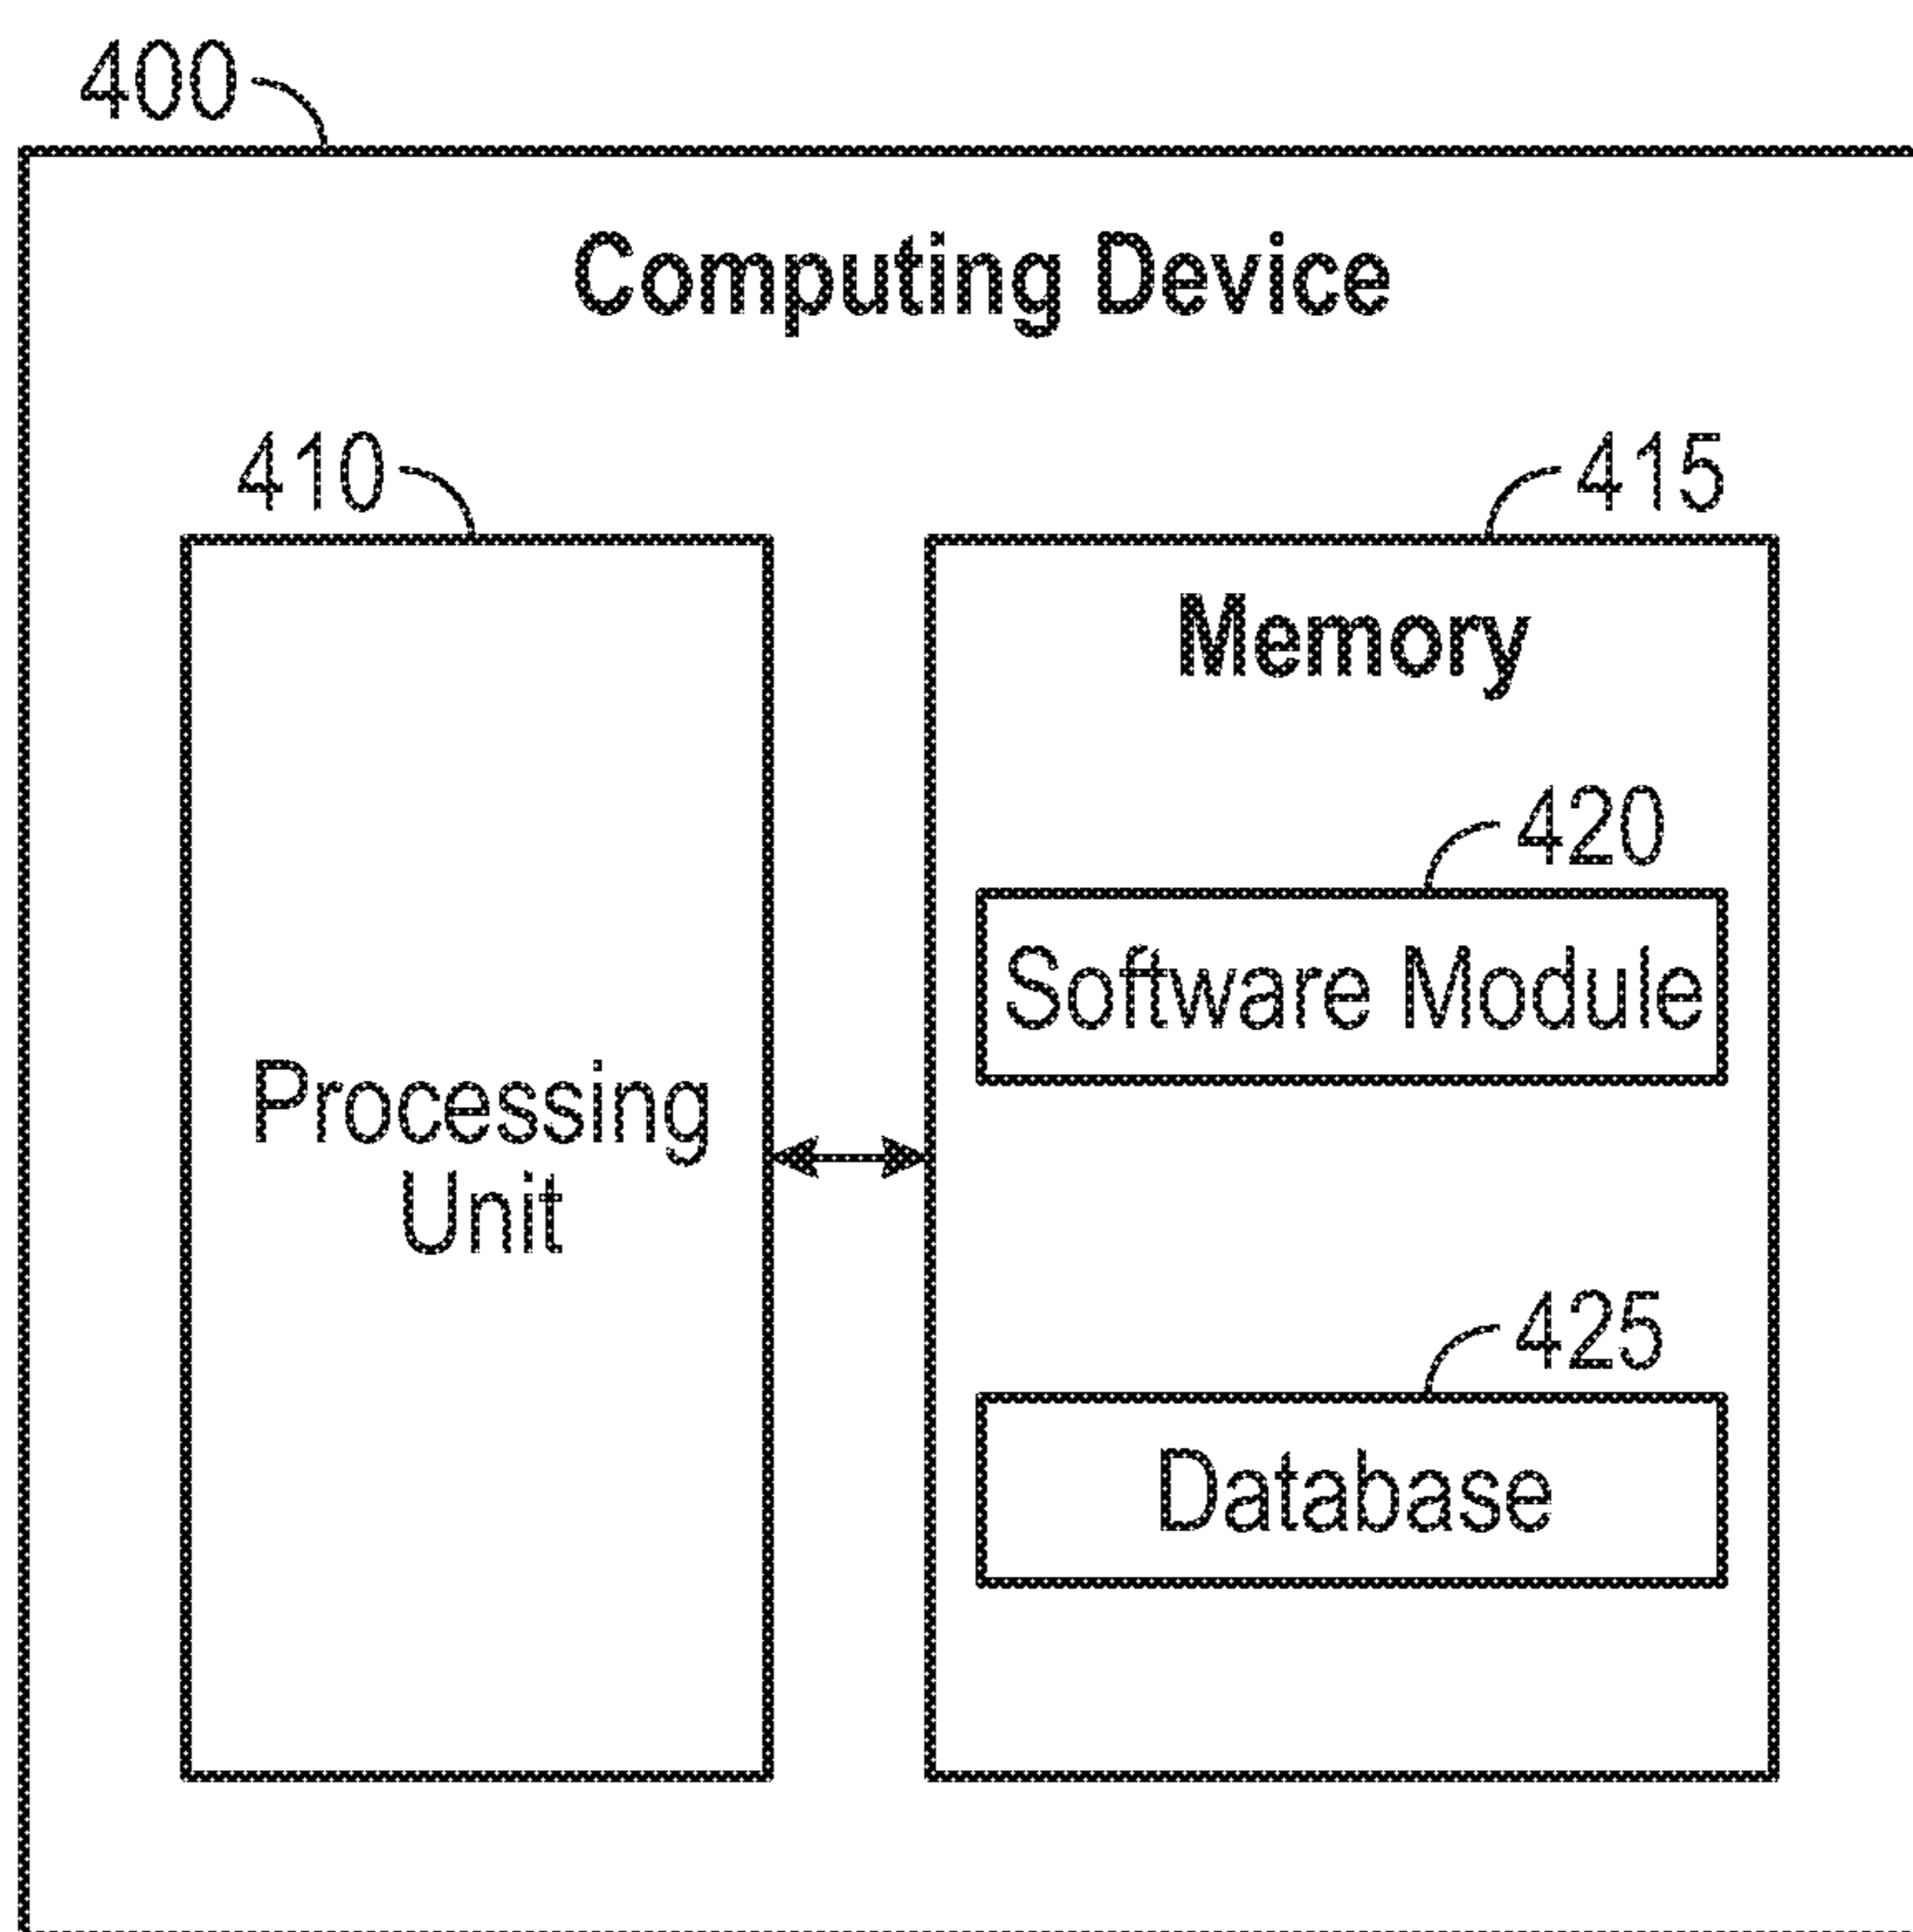 400
Computing Device
410
415
Memory
420
Software Module
Processing
Unit
425
Database